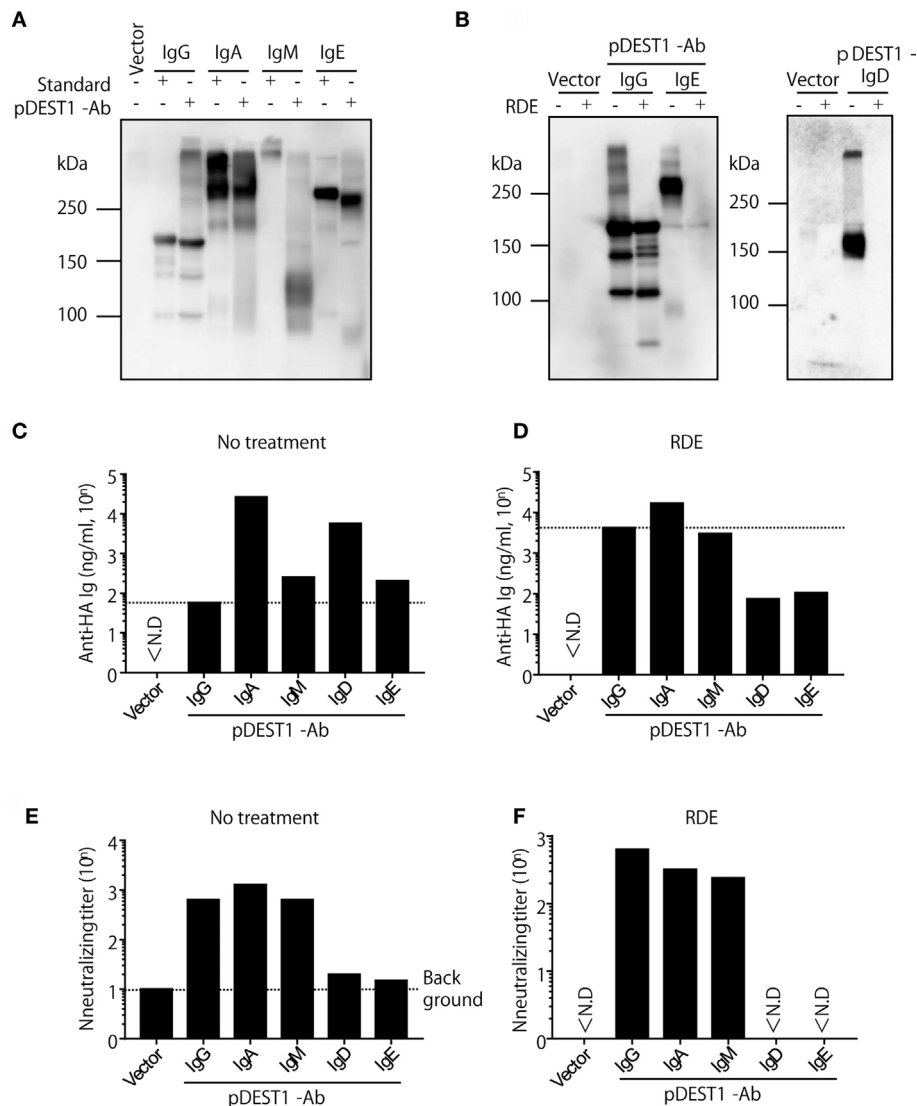 A
Vector
IgG IgA IgM IgE
Standard - + - + - + - + -
pDEST1 -Ab - - + - + - + - +
kDa
250
150
100
B
pDEST1 -Ab
Vector IgG IgE
RDE - + - + - +
kDa
250
150
100
p DEST1 -
Vector IgD
- + - +
kDa
250
150
100
C
No treatment
Anti-HA Ig (ng/ml, 10ⁿ)
5
4
3
2
1
0
<N.D
Vector IgG IgA IgM IgD IgE
pDEST1 -Ab
D
RDE
Anti-HA Ig (ng/ml, 10ⁿ)
5
4
3
2
1
0
<N.D
Vector IgG IgA IgM IgD IgE
pDEST1 -Ab
E
No treatment
Nneutralizingtiter (10ⁿ)
4
3
2
1
0
Back
ground
Vector IgG IgA IgM IgD IgE
pDEST1 -Ab
F
RDE
Nneutralizingtiter (10ⁿ)
3
2
1
0
<N.D <N.D <N.D
Vector IgG IgA IgM IgD IgE
pDEST1 -Ab